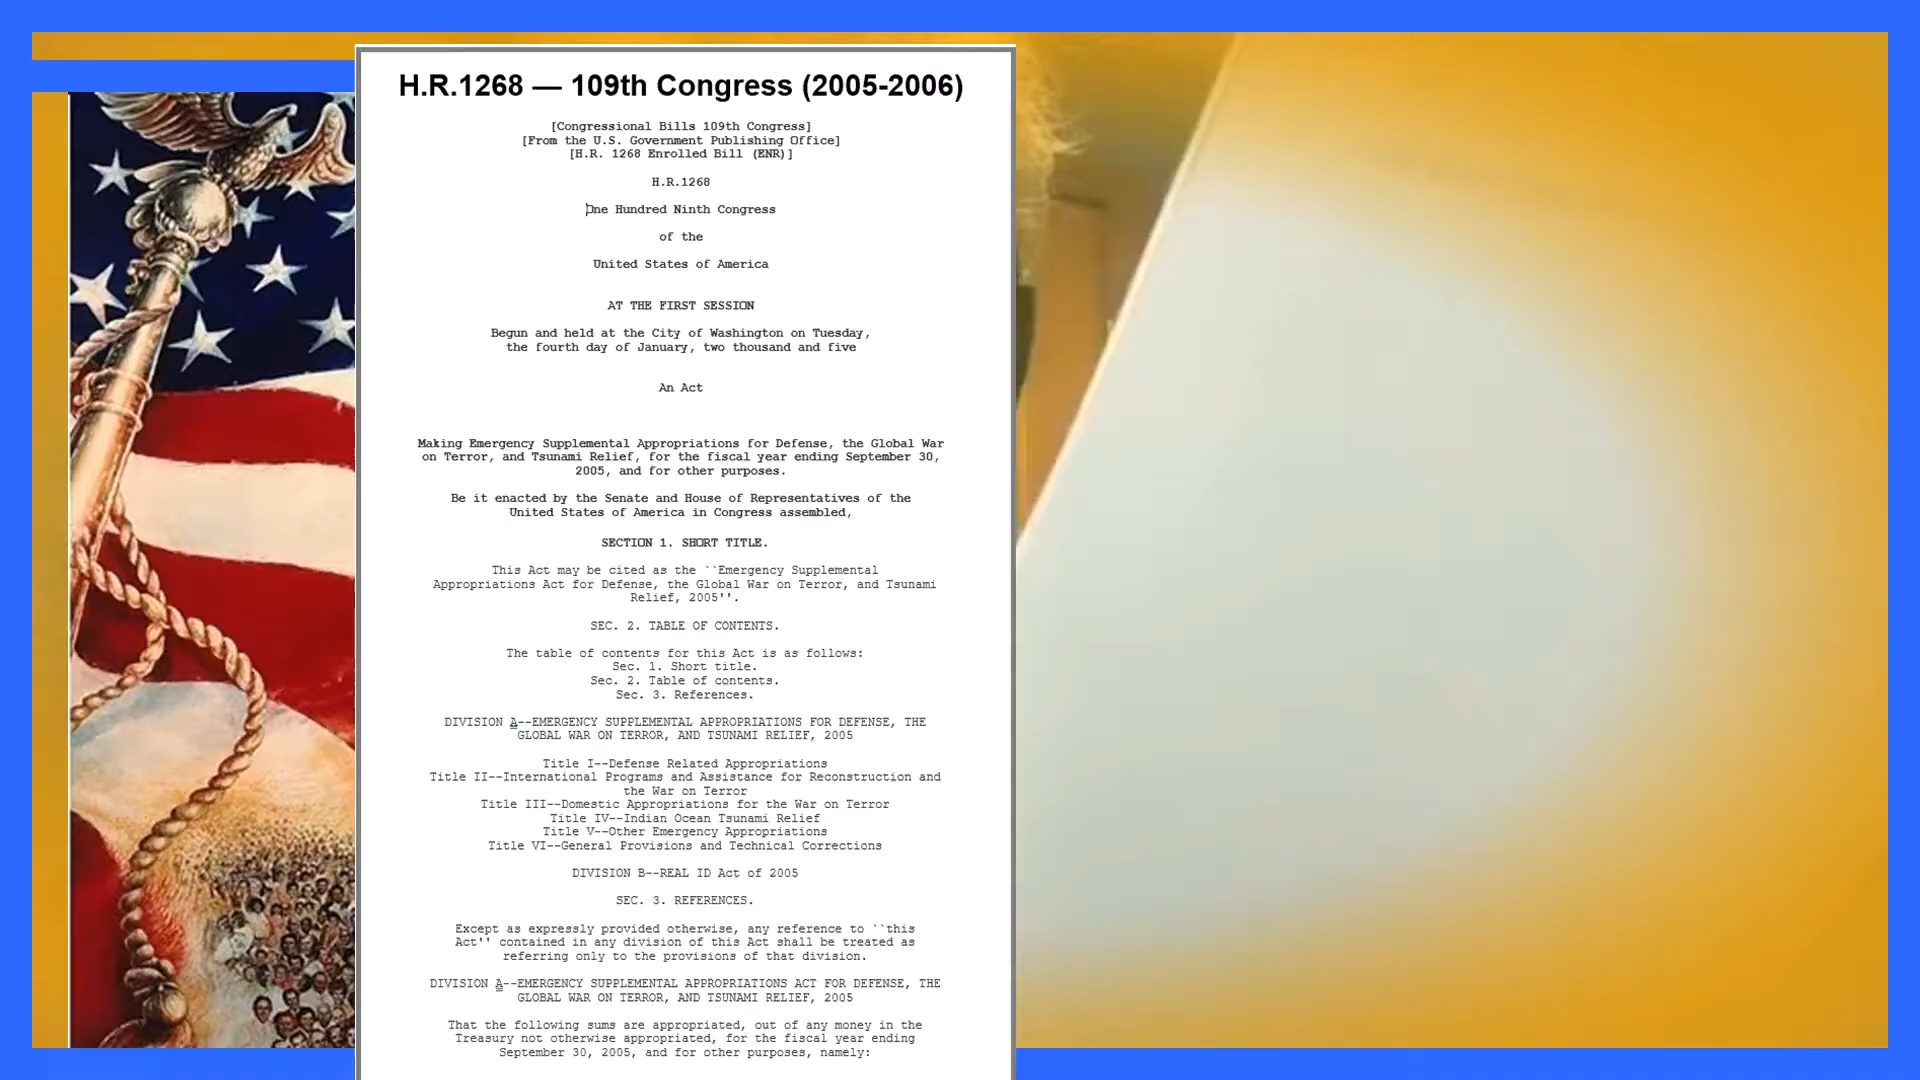 H.R.1268 — 109th Congress (2005-2006)
[Congressional Bills 109th Congress]
[From the U.S. Government Publishing Office]
[H.R. 1268 Enrolled Bill (ENR)]
H.R.1268
One Hundred Ninth Congress
of the
United States of America
AT THE FIRST SESSION
Begun and held at the City of Washington on Tuesday,
the fourth day of January, two thousand and five
An Act
Making Emergency Supplemental Appropriations for Defense, the Global War
on Terror, and Tsunami Relief, for the fiscal year ending September 30,
2005, and for other purposes.
Be it enacted by the Senate and House of Representatives of the
United States of America in Congress assembled,
SECTION 1. SHORT TITLE.
This Act may be cited as the ``Emergency Supplemental
Appropriations Act for Defense, the Global War on Terror, and Tsunami
Relief, 2005''.
SEC. 2. TABLE OF CONTENTS.
The table of contents for this Act is as follows:
Sec. 1. Short title.
Sec. 2. Table of contents.
Sec. 3. References.
DIVISION A--EMERGENCY SUPPLEMENTAL APPROPRIATIONS FOR DEFENSE, THE
GLOBAL WAR ON TERROR, AND TSUNAMI RELIEF, 2005
Title I--Defense Related Appropriations
Title II--International Programs and Assistance for Reconstruction and
the War on Terror
Title III--Domestic Appropriations for the War on Terror
Title IV--Indian Ocean Tsunami Relief
Title V--Other Emergency Appropriations
Title VI--General Provisions and Technical Corrections
DIVISION B--REAL ID Act of 2005
SEC. 3. REFERENCES.
Except as expressly provided otherwise, any reference to ``this
Act'' contained in any division of this Act shall be treated as
referring only to the provisions of that division.
DIVISION A--EMERGENCY SUPPLEMENTAL APPROPRIATIONS ACT FOR DEFENSE, THE
GLOBAL WAR ON TERROR, AND TSUNAMI RELIEF, 2005
That the following sums are appropriated, out of any money in the
Treasury not otherwise appropriated, for the fiscal year ending
September 30, 2005, and for other purposes, namely: